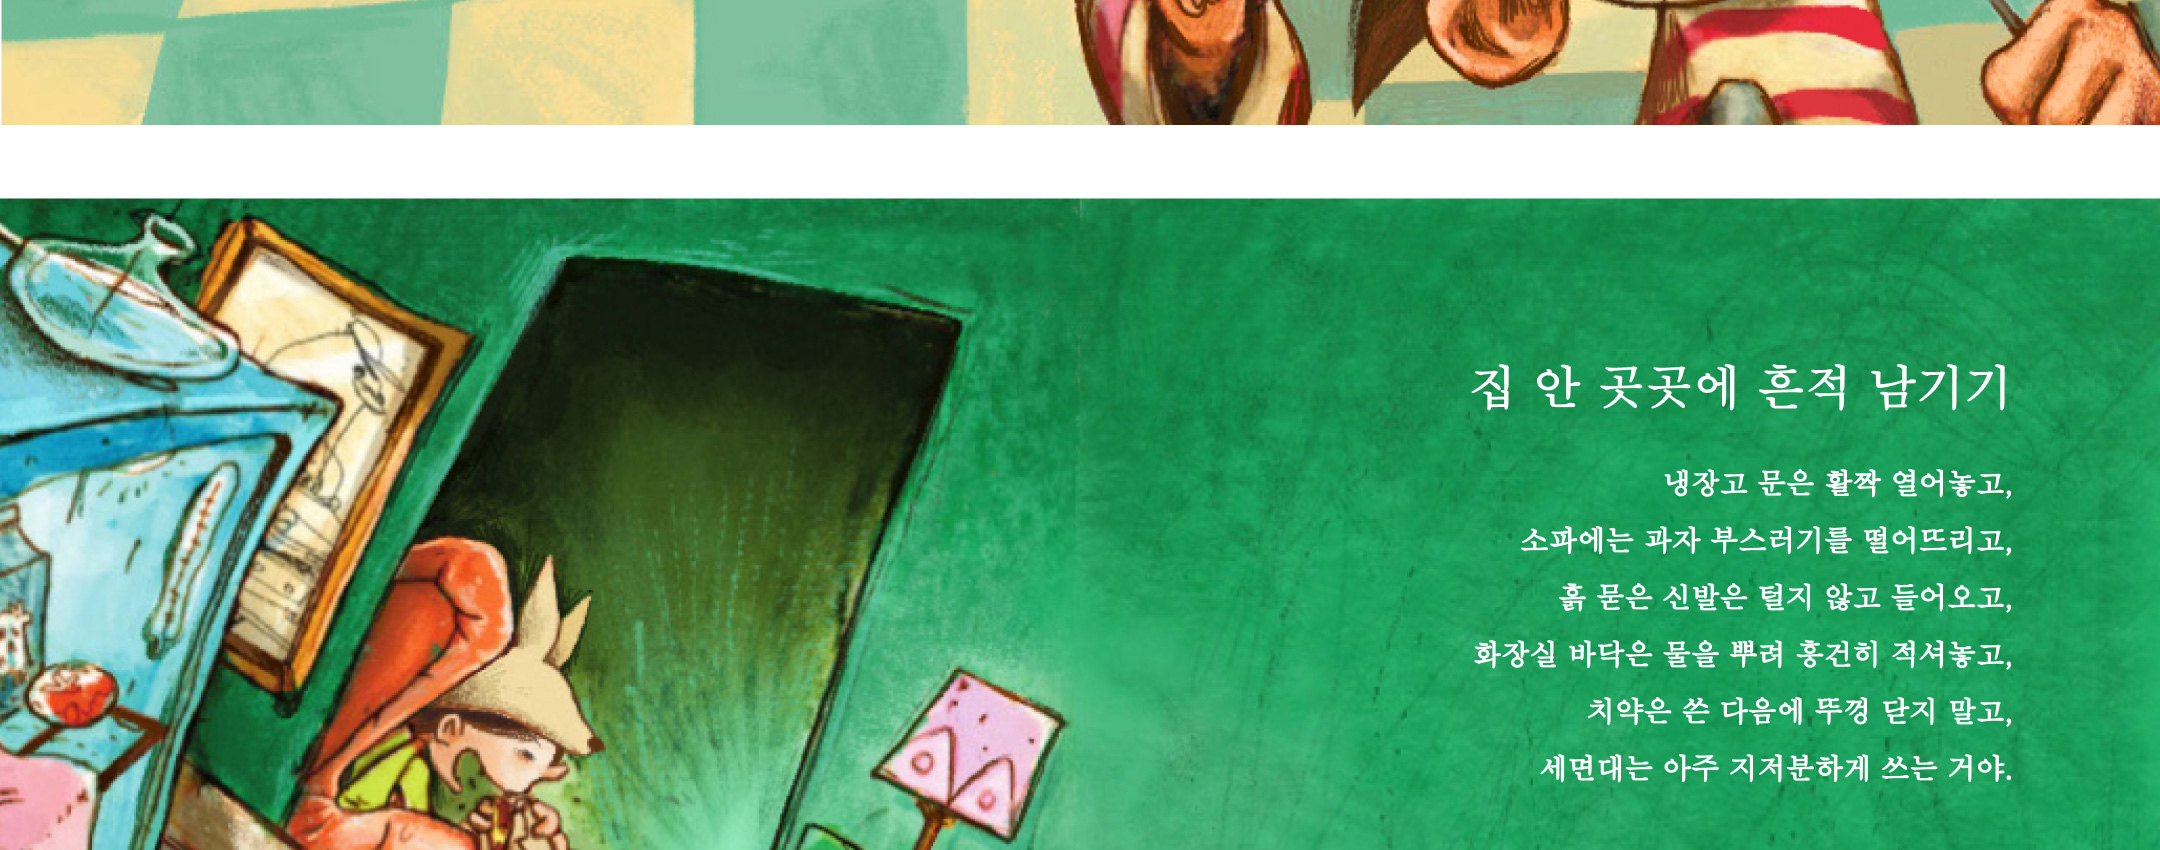 집 안 곳곳에 흔적 남기기
냉장고 문은 활짝 열어놓고,
소파에는 과자 부스러기를 떨어뜨리고,
흙 묻은 신발은 털지 않고 들어오고,
화장실 바닥은 물을 뿌려 흥건히 적셔놓고,
치약은 쓴 다음에 뚜껑 닫지 말고,
세면대는 아주 지저분하게 쓰는 거야.